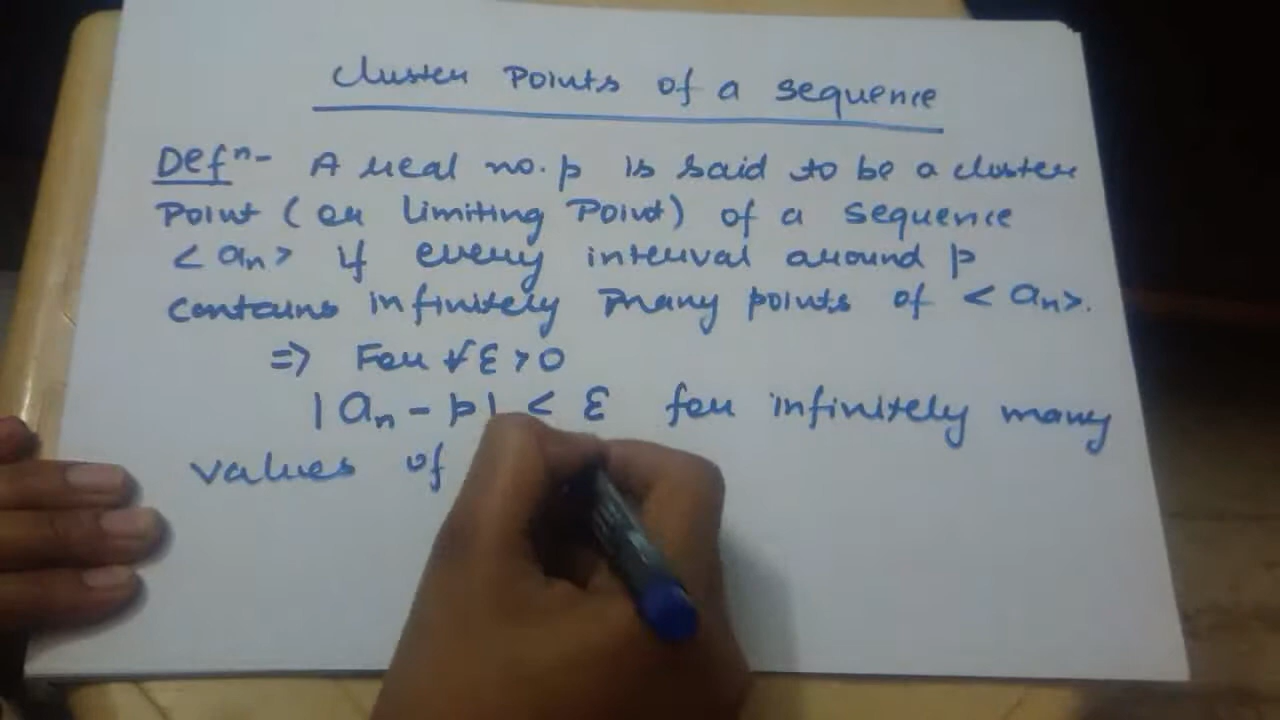 Cluster Points of a sequence
Defⁿ- A real no. p is said to be a cluster
Point (or Limiting Point) of a sequence
< aₙ > if every interval around p
contains infinitely many points of < aₙ >.
=> For ∀ ε > 0
|aₙ - p| < ε for infinitely many
values of